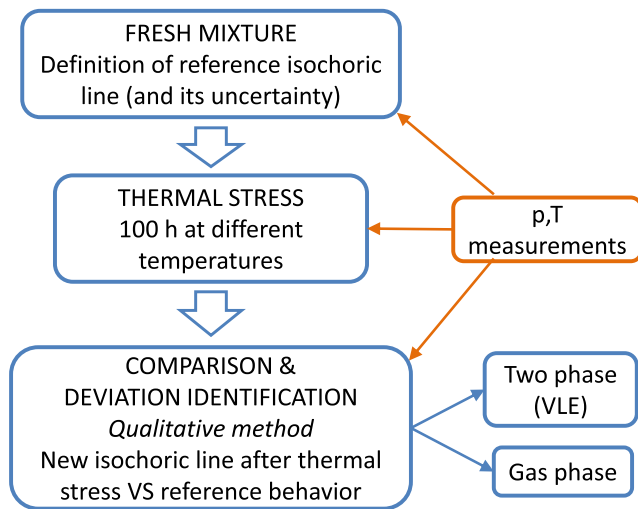 FRESH MIXTURE
Definition of reference isochoric
line (and its uncertainty)
THERMAL STRESS
100 h at different
temperatures
p,T
measurements
COMPARISON &
DEVIATION IDENTIFICATION
Qualitative method
New isochoric line after thermal
stress VS reference behavior
Two phase
(VLE)
Gas phase